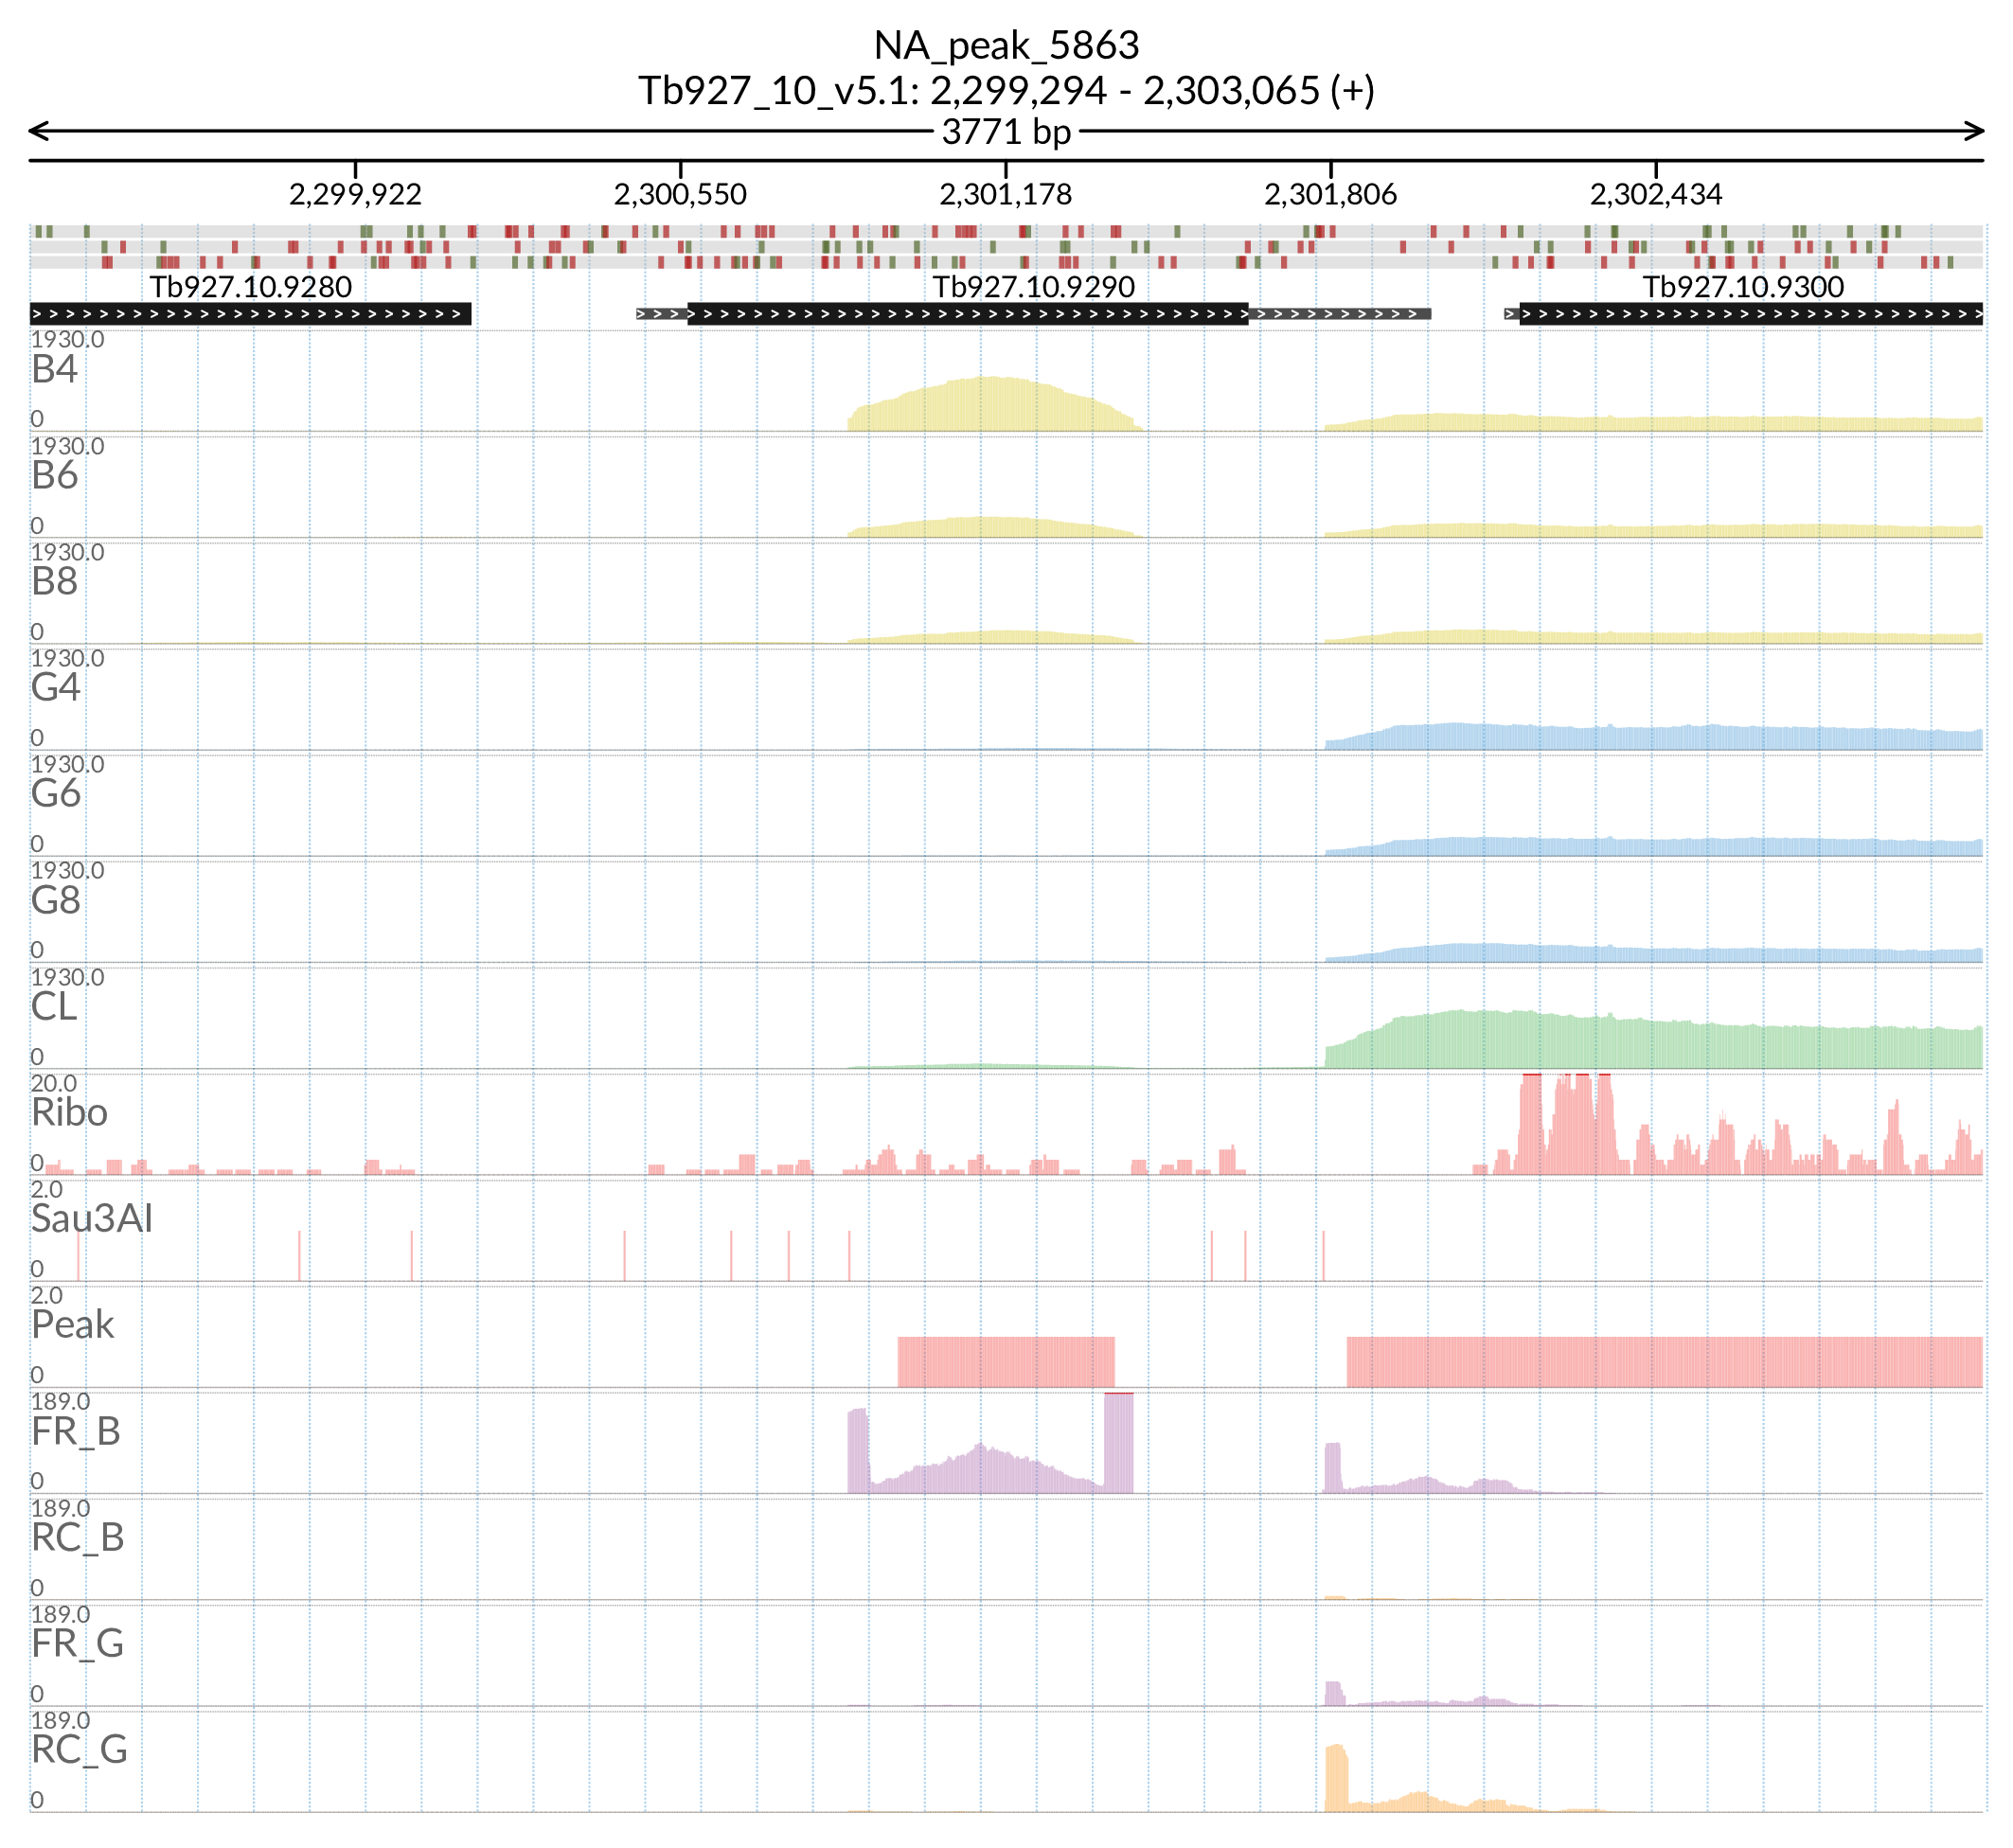 NA_peak_5863
Tb927_10_v5.1: 2,299,294 - 2,303,065 (+)
3771 bp
2,299,922 2,300,550 2,301,178 2,301,806 2,302,434
Tb927.10.9280 Tb927.10.9290 Tb927.10.9300
1930.0
B4
0
1930.0
B6
0
1930.0
B8
0
1930.0
G4
0
1930.0
G6
0
1930.0
G8
0
1930.0
CL
0
20.0
Ribo
0
2.0
Sau3AI
0
2.0
Peak
0
189.0
FR_B
0
189.0
RC_B
0
189.0
FR_G
0
189.0
RC_G
0